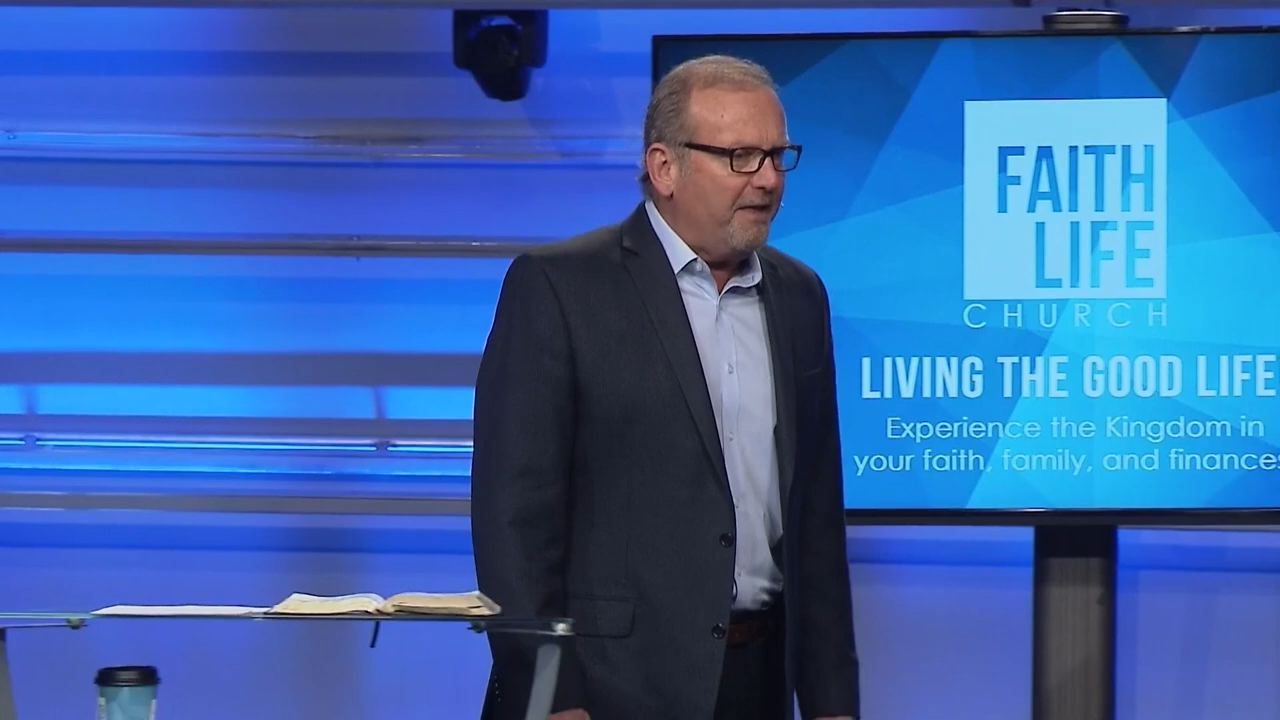 FAITH
LIFE
CHURCH
LIVING THE GOOD LIFE
Experience the Kingdom in
your faith, family, and finances